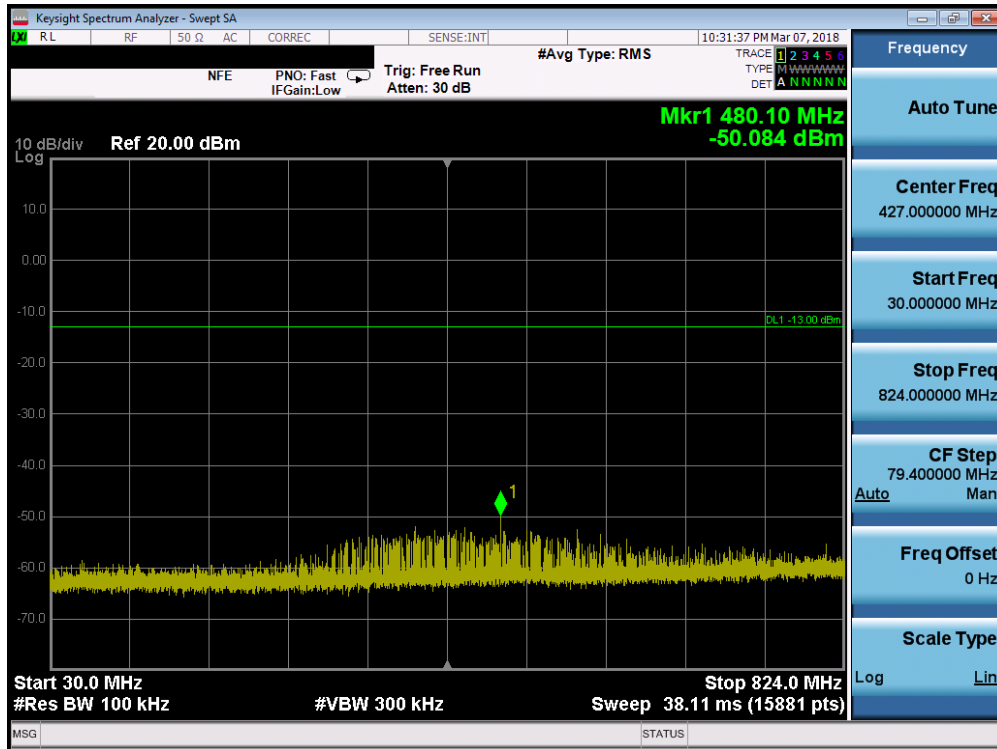 Keysight Spectrum Analyzer - Swept SA
LXI RL RF 50 Ω AC CORREC SENSE:INT 10:31:37 PM Mar 07, 2018
NFE PNO: Fast Trig: Free Run #Avg Type: RMS TRACE 1 2 3 4 5 6
IFGain:Low Atten: 30 dB TYPE M WWWWW
DET A N N N N N
Mkr1 480.10 MHz
-50.084 dBm
10 dB/div Ref 20.00 dBm
Log
10.0
0.00
-10.0
DL1 -13.00 dBm
-20.0
-30.0
-40.0
1
-50.0
-60.0
-70.0
Start 30.0 MHz Stop 824.0 MHz
#Res BW 100 kHz #VBW 300 kHz Sweep 38.11 ms (15881 pts)
MSG STATUS
Frequency
Auto Tune
Center Freq
427.000000 MHz
Start Freq
30.000000 MHz
Stop Freq
824.000000 MHz
CF Step
79.400000 MHz
Auto Man
Freq Offset
0 Hz
Scale Type
Log Lin